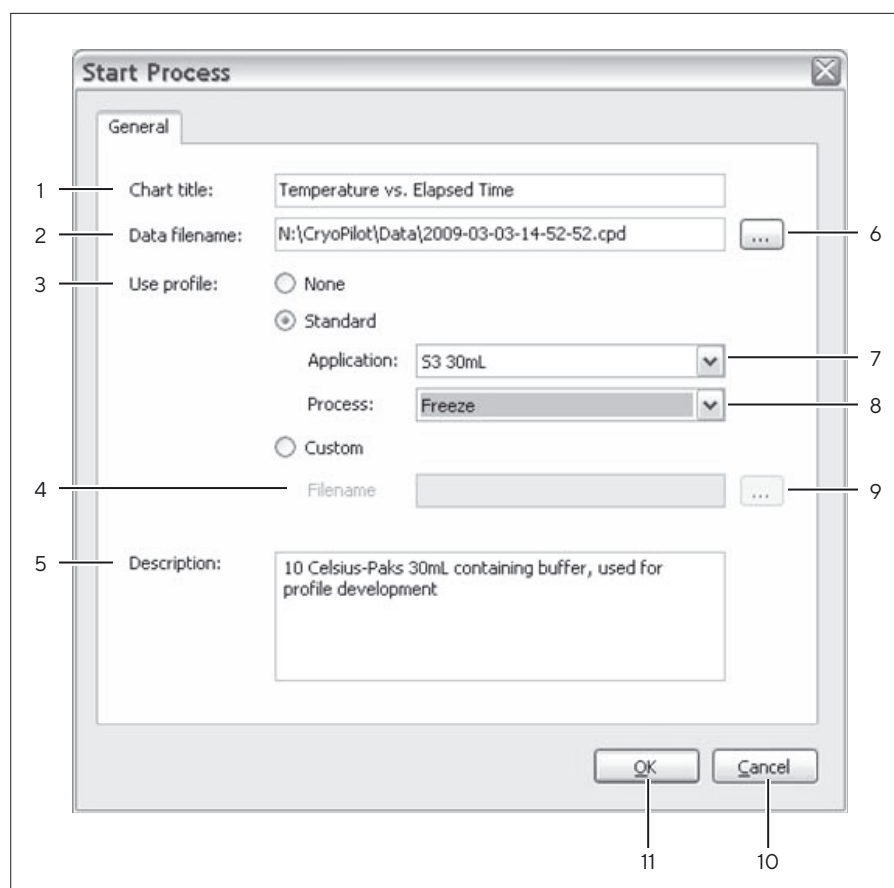 Start Process
General
1 Chart title: Temperature vs. Elapsed Time
2 Data filename: N:\CryoPilot\Data\2009-03-03-14-52-52.cpd ... 6
3 Use profile: None
Standard
Application: S3 30mL 7
Process: Freeze 8
Custom
4 Filename ... 9
5 Description: 10 Celsius-Paks 30mL containing buffer, used for
profile development
OK Cancel
11 10